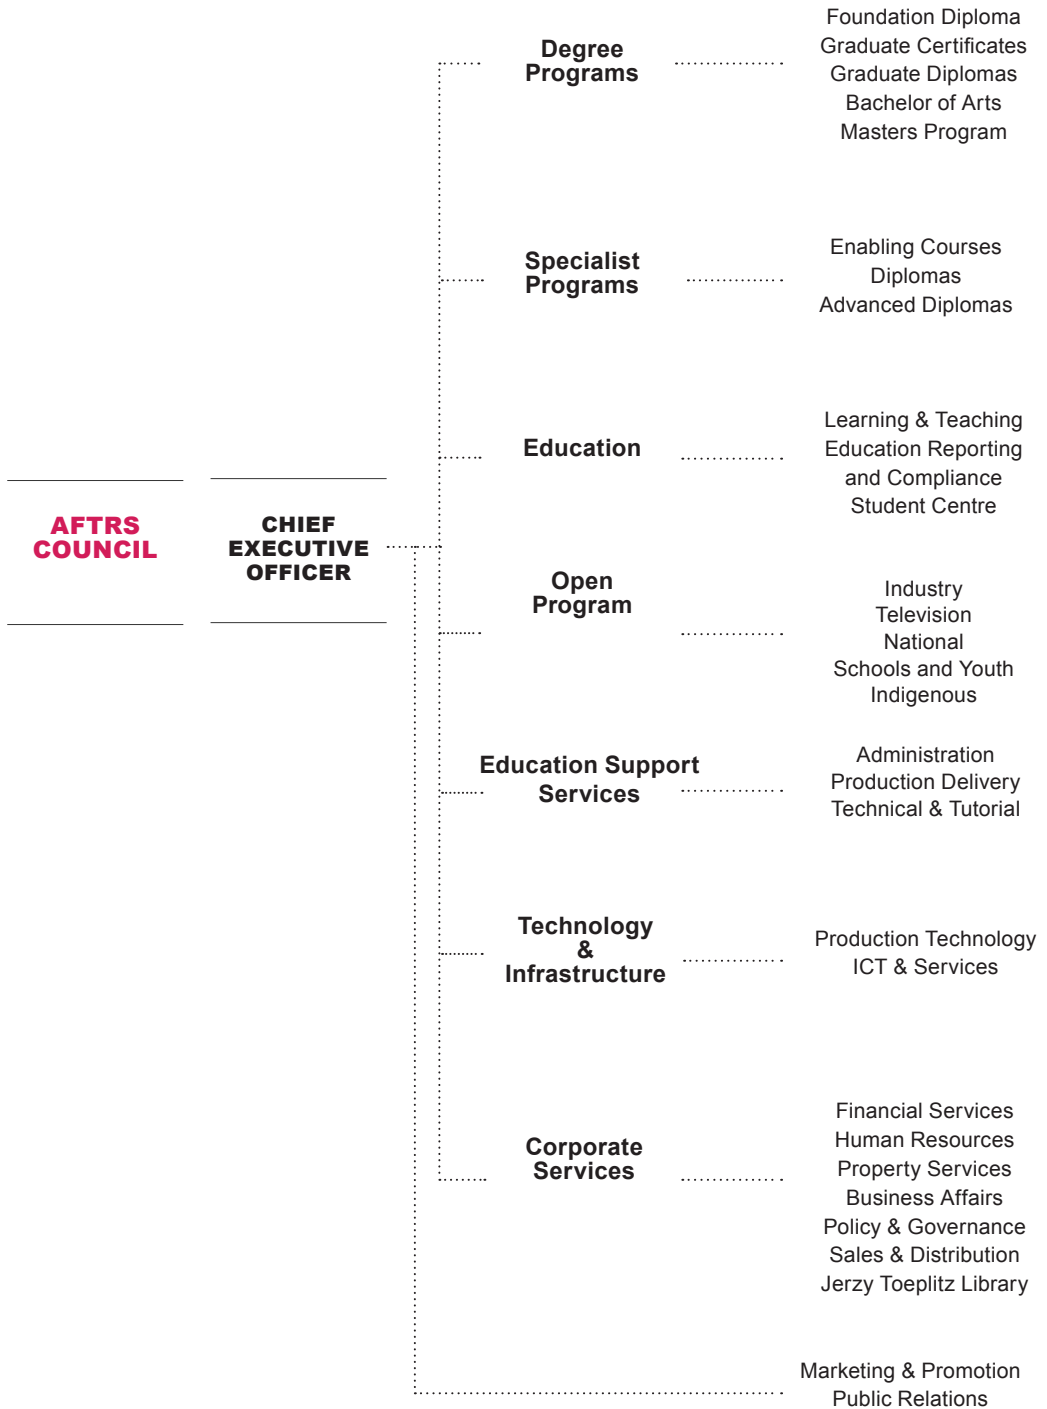 AFTRS
COUNCIL
CHIEF
EXECUTIVE
OFFICER
Degree
Programs
Foundation Diploma
Graduate Certificates
Graduate Diplomas
Bachelor of Arts
Masters Program
Specialist
Programs
Enabling Courses
Diplomas
Advanced Diplomas
Education
Learning & Teaching
Education Reporting
and Compliance
Student Centre
Open
Program
Industry
Television
National
Schools and Youth
Indigenous
Education Support
Services
Administration
Production Delivery
Technical & Tutorial
Technology
&
Infrastructure
Production Technology
ICT & Services
Corporate
Services
Financial Services
Human Resources
Property Services
Business Affairs
Policy & Governance
Sales & Distribution
Jerzy Toeplitz Library
Marketing & Promotion
Public Relations